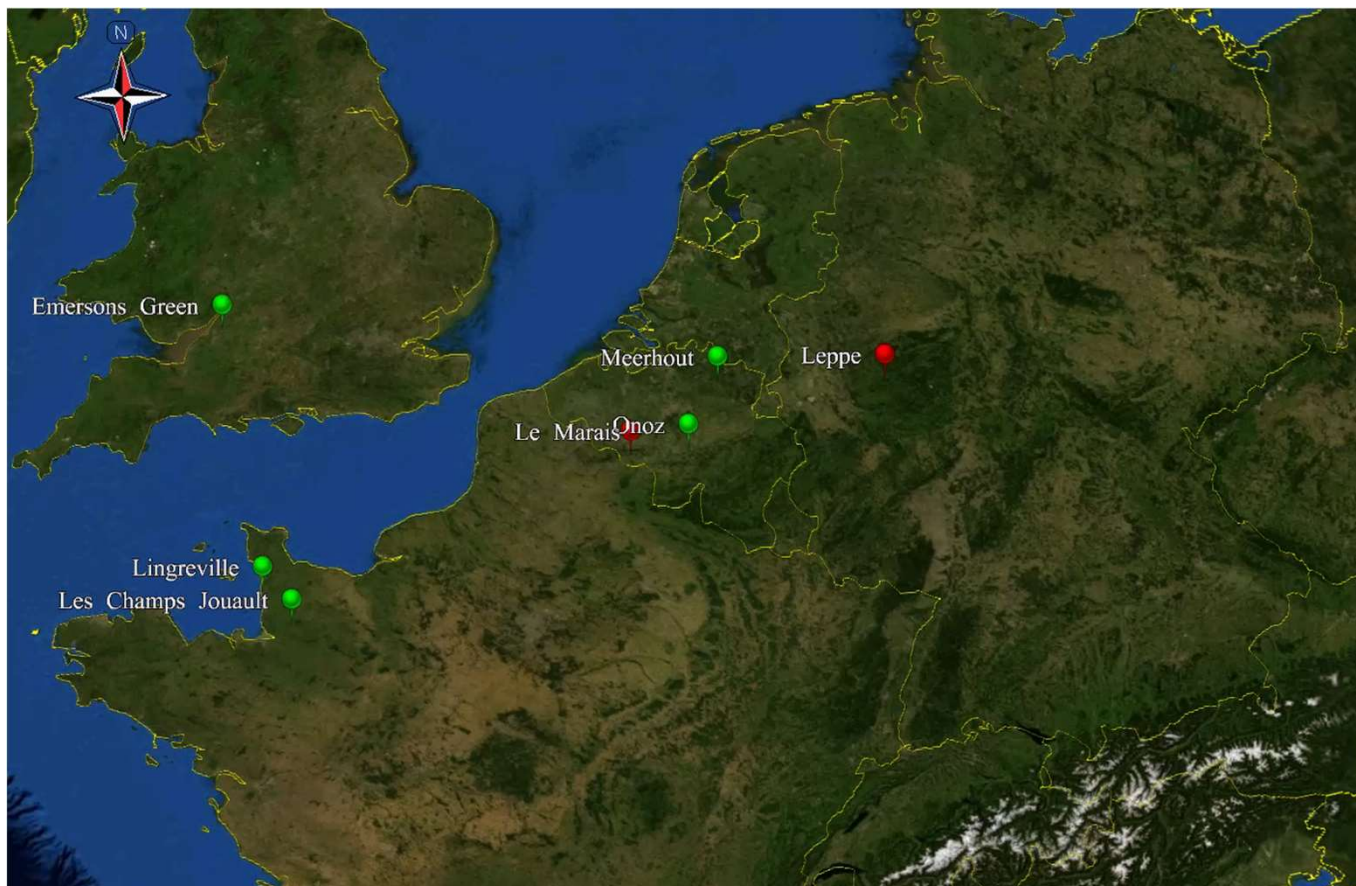 N
Emersons Green
Meerhout
Leppe
Onoz
Le Marais
Lingreville
Les Champs Jouault